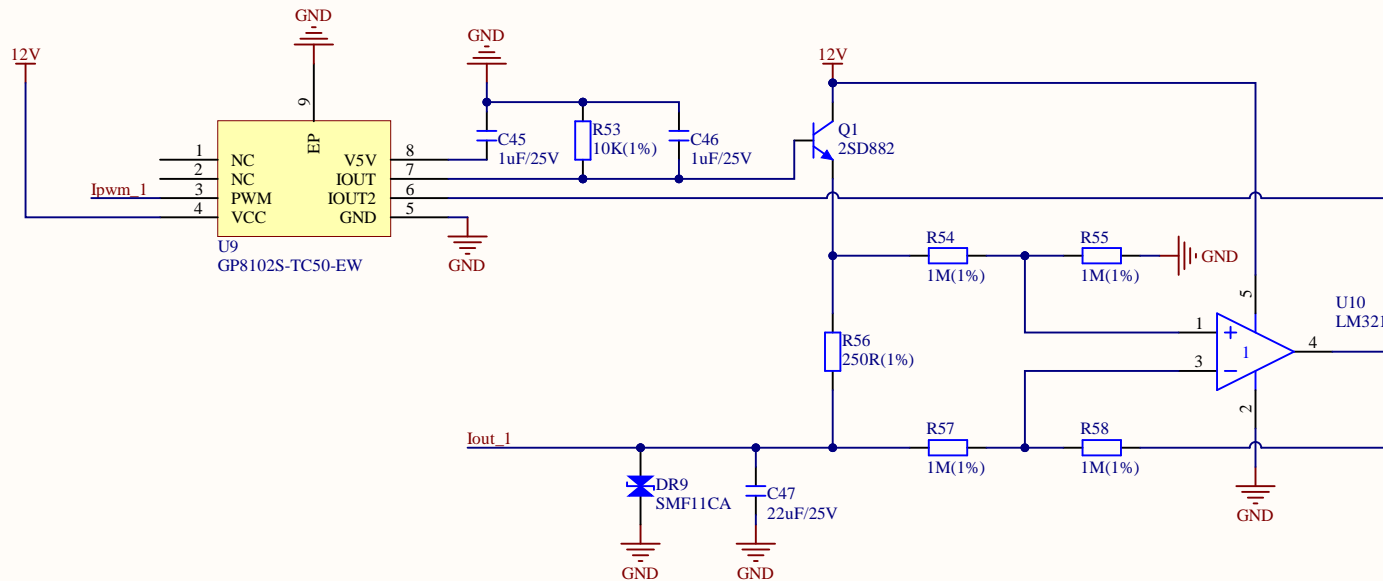 GND
12V
GND
12V
9
EP
C45
1uF/25V
R53
10K(1%)
C46
1uF/25V
Q1
2SD882
1
NC
V5V
8
2
NC
IOUT
7
Ipwm_1
3
PWM
IOUT2
6
4
VCC
GND
5
U9
GP8102S-TC50-EW
GND
R54
1M(1%)
R55
1M(1%)
GND
5
U10
LM321
R56
250R(1%)
1
+
1
4
3
−
2
Iout_1
R57
1M(1%)
R58
1M(1%)
DR9
SMF11CA
C47
22uF/25V
GND
GND
GND